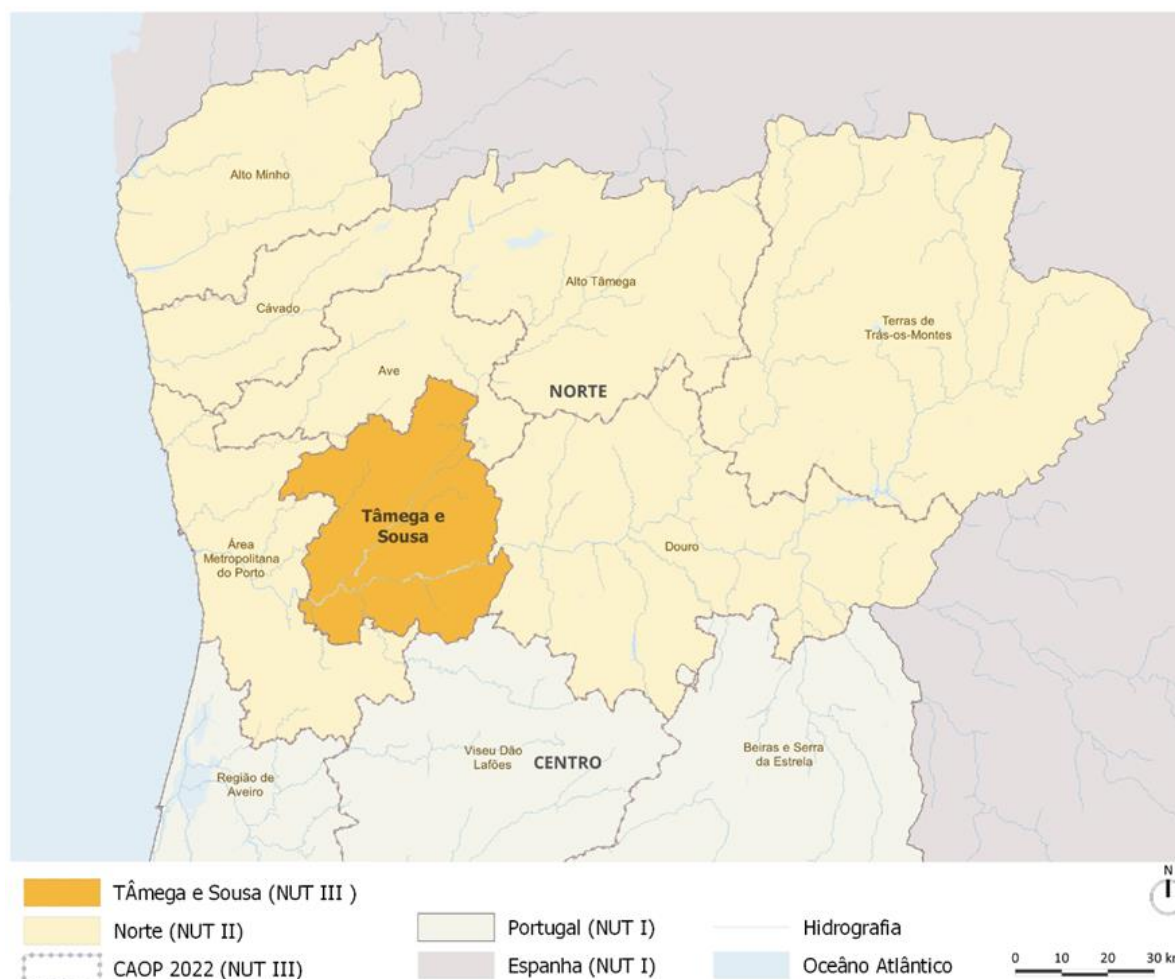 Alto Minho
Cávado
Alto Tâmega
Terras de
Trás-os-Montes
Ave
NORTE
Tâmega e
Sousa
Área
Metropolitana
do Porto
Douro
Viseu Dão
Lafões
CENTRO
Beiras e Serra
da Estrela
Região de
Aveiro
TÂmega e Sousa (NUT III )
Norte (NUT II)
CAOP 2022 (NUT III)
Portugal (NUT I)
Espanha (NUT I)
Hidrografia
Oceâno Atlântico
N
0 10 20 30